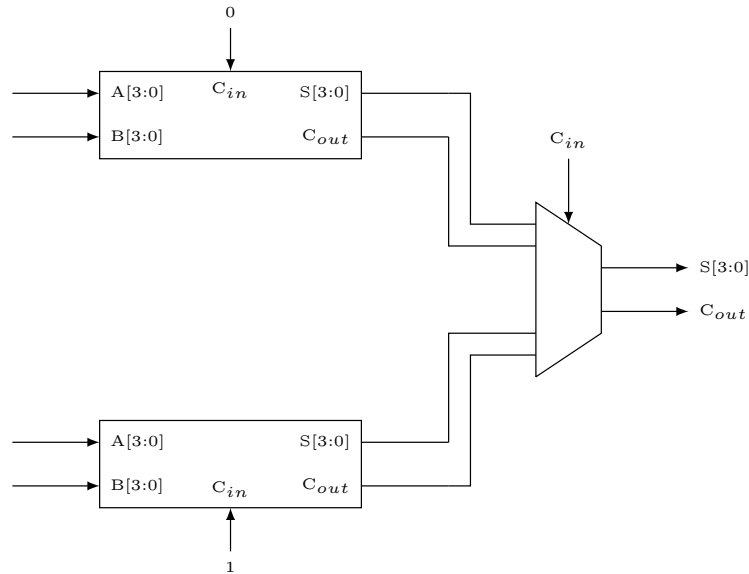 0
A[3:0] C_in S[3:0]
B[3:0] C_out
C_in
S[3:0]
C_out
A[3:0] S[3:0]
B[3:0] C_in C_out
1